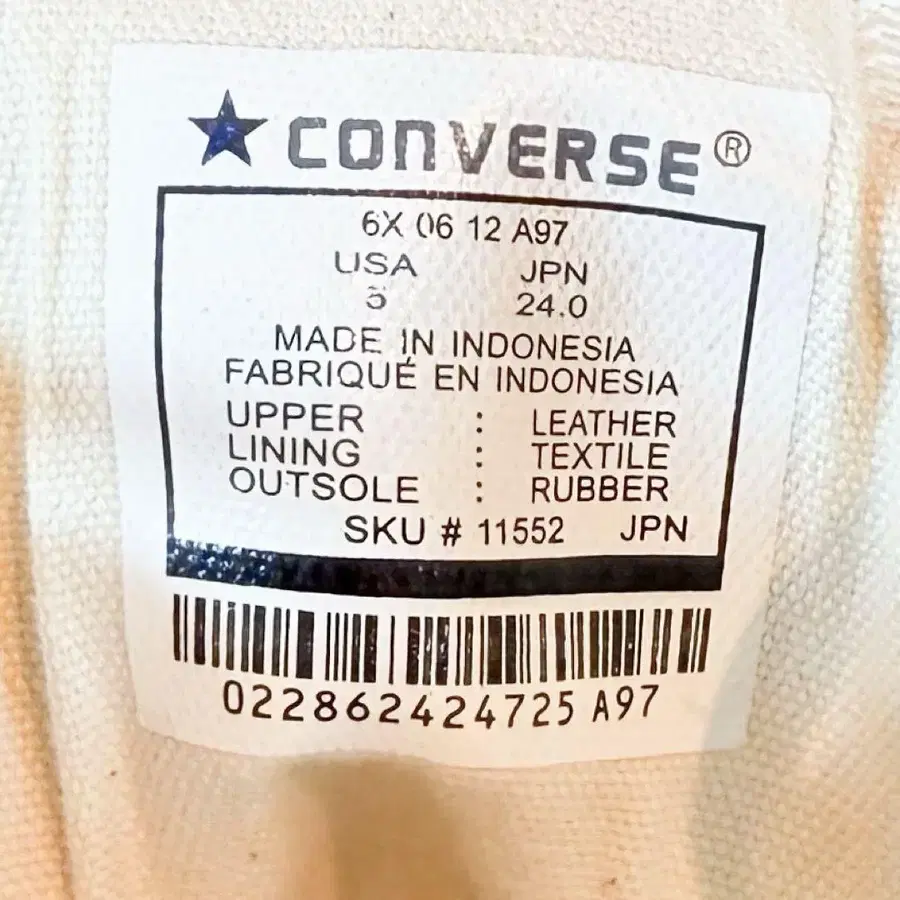 CONVERSE®
6X 06 12 A97
USA JPN
24.0
MADE IN INDONESIA
FABRIQUÉ EN INDONESIA
UPPER : LEATHER
LINING : TEXTILE
OUTSOLE : RUBBER
SKU # 11552 JPN
022862424725 A97